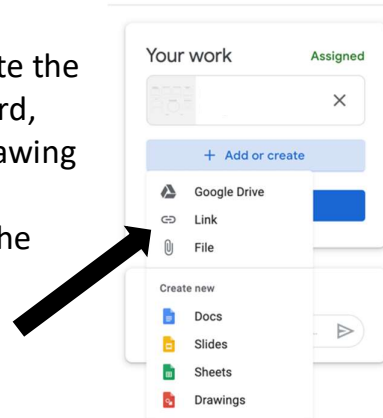 te the
rd,
awing
he
Your work Assigned
+ Add or create
Google Drive
Link
File
Create new
Docs
Slides
Sheets
Drawings